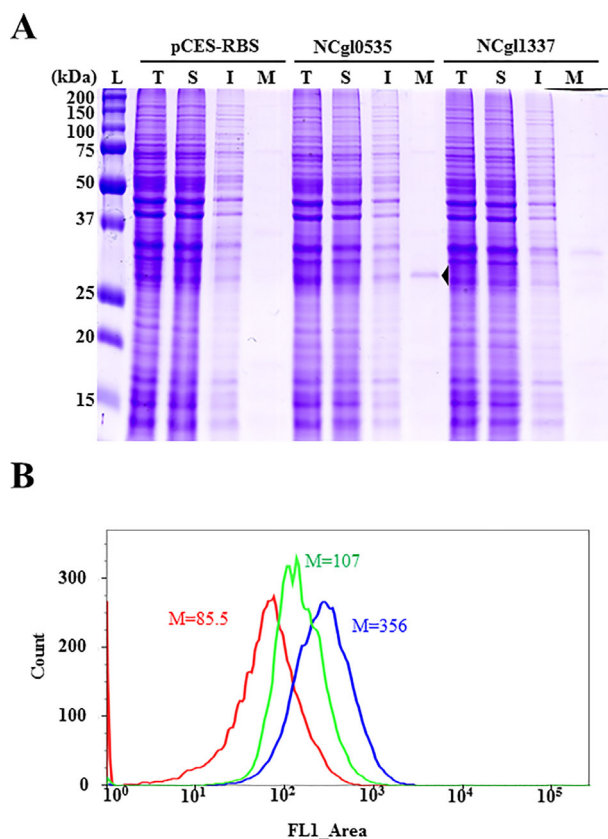 A
pCES-RBS NCgl0535 NCgl1337
(kDa) L T S I M T S I M T S I M
200
150
100
75
50
37
25
20
15
B
M=107
M=85.5
M=356
Count
300
200
100
0
10⁰ 10¹ 10² 10³ 10⁴ 10⁵
FL1_Area